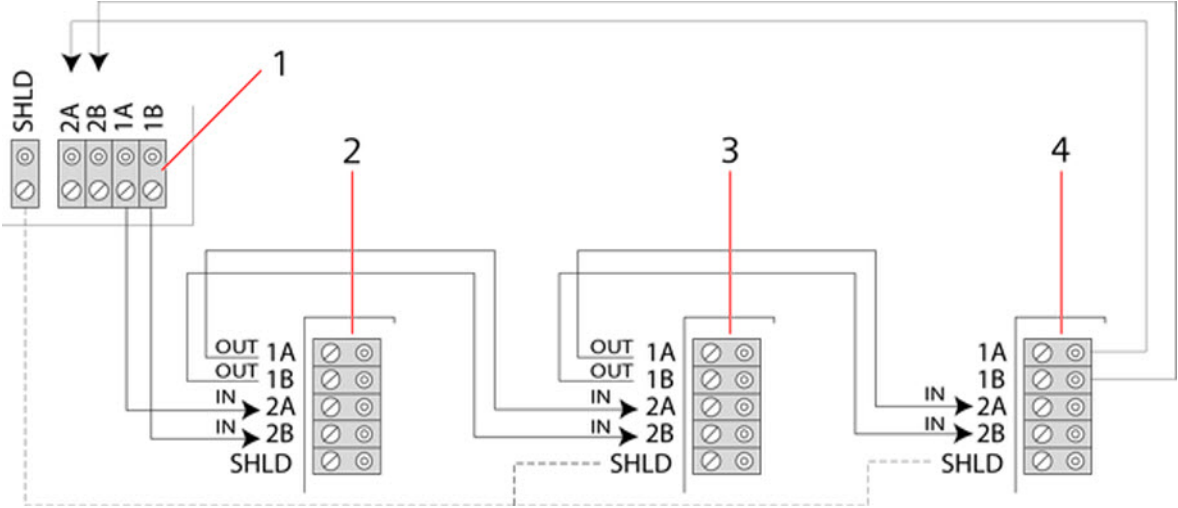 1
SHLD 2A 2B 1A 1B
2 3 4
OUT 1A OUT 1A 1A
OUT 1B OUT 1B 1B
IN 2A IN 2A IN 2A
IN 2B IN 2B IN 2B
SHLD SHLD SHLD